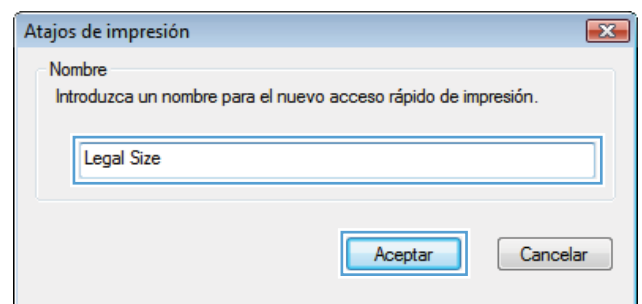 Atajos de impresión
Nombre
Introduzca un nombre para el nuevo acceso rápido de impresión.
Legal Size
Aceptar
Cancelar